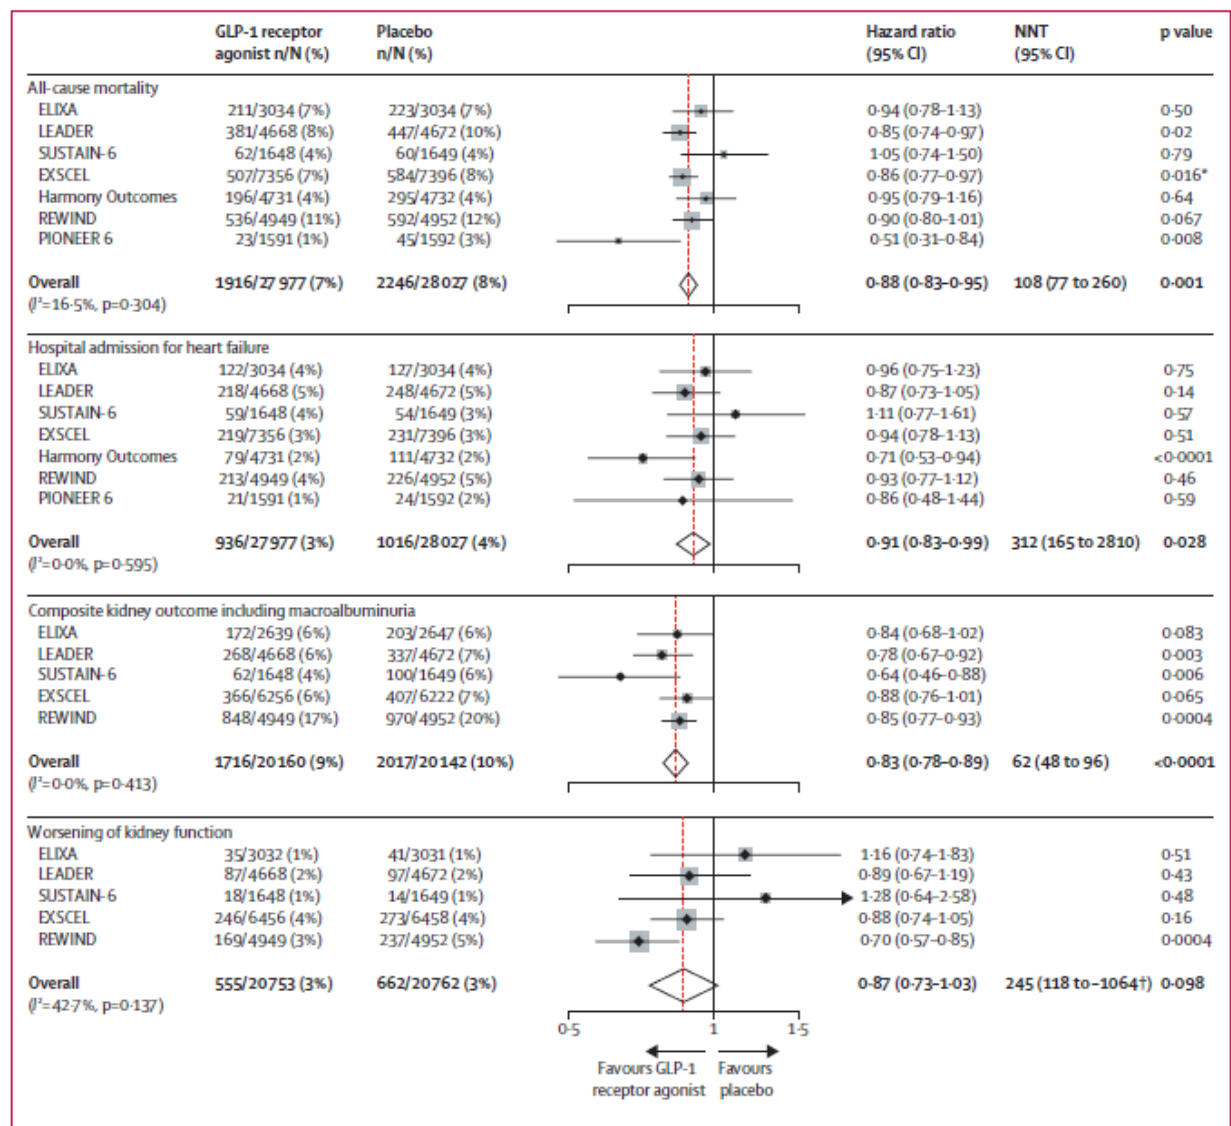 GLP-1 receptor agonist n/N (%) Placebo n/N (%) Hazard ratio (95% CI) NNT (95% CI) p value
All-cause mortality
ELIXA 211/3034 (7%) 223/3034 (7%) 0·94 (0·78–1·13) 0·50
LEADER 381/4668 (8%) 447/4672 (10%) 0·85 (0·74–0·97) 0·02
SUSTAIN-6 62/1648 (4%) 60/1649 (4%) 1·05 (0·74–1·50) 0·79
EXSCEL 507/7356 (7%) 584/7396 (8%) 0·86 (0·77–0·97) 0·016*
Harmony Outcomes 196/4731 (4%) 295/4732 (4%) 0·95 (0·79–1·16) 0·64
REWIND 536/4949 (11%) 592/4952 (12%) 0·90 (0·80–1·01) 0·067
PIONEER 6 23/1591 (1%) 45/1592 (3%) 0·51 (0·31–0·84) 0·008
Overall 1916/27 977 (7%) 2246/28 027 (8%) 0·88 (0·83–0·95) 108 (77 to 260) 0·001
(I²=16·5%, p=0·304)
Hospital admission for heart failure
ELIXA 122/3034 (4%) 127/3034 (4%) 0·96 (0·75–1·23) 0·75
LEADER 218/4668 (5%) 248/4672 (5%) 0·87 (0·73–1·05) 0·14
SUSTAIN-6 59/1648 (4%) 54/1649 (3%) 1·11 (0·77–1·61) 0·57
EXSCEL 219/7356 (3%) 231/7396 (3%) 0·94 (0·78–1·13) 0·51
Harmony Outcomes 79/4731 (2%) 111/4732 (2%) 0·71 (0·53–0·94) <0·0001
REWIND 213/4949 (4%) 226/4952 (5%) 0·93 (0·77–1·12) 0·46
PIONEER 6 21/1591 (1%) 24/1592 (2%) 0·86 (0·48–1·44) 0·59
Overall 936/27 977 (3%) 1016/28 027 (4%) 0·91 (0·83–0·99) 312 (165 to 2810) 0·028
(I²=0·0%, p=0·595)
Composite kidney outcome including macroalbuminuria
ELIXA 172/2639 (6%) 203/2647 (6%) 0·84 (0·68–1·02) 0·083
LEADER 268/4668 (6%) 337/4672 (7%) 0·78 (0·67–0·92) 0·003
SUSTAIN-6 62/1648 (4%) 100/1649 (6%) 0·64 (0·46–0·88) 0·006
EXSCEL 366/6256 (6%) 407/6222 (7%) 0·88 (0·76–1·01) 0·065
REWIND 848/4949 (17%) 970/4952 (20%) 0·85 (0·77–0·93) 0·0004
Overall 1716/20 160 (9%) 2017/20 142 (10%) 0·83 (0·78–0·89) 62 (48 to 96) <0·0001
(I²=0·0%, p=0·413)
Worsening of kidney function
ELIXA 35/3032 (1%) 41/3031 (1%) 1·16 (0·74–1·83) 0·51
LEADER 87/4668 (2%) 97/4672 (2%) 0·89 (0·67–1·19) 0·43
SUSTAIN-6 18/1648 (1%) 14/1649 (1%) 1·28 (0·64–2·58) 0·48
EXSCEL 246/6456 (4%) 273/6458 (4%) 0·88 (0·74–1·05) 0·16
REWIND 169/4949 (3%) 237/4952 (5%) 0·70 (0·57–0·85) 0·0004
Overall 555/20 753 (3%) 662/20 762 (3%) 0·87 (0·73–1·03) 245 (118 to –1064†) 0·098
(I²=42·7%, p=0·137)
0·5 1 1·5
Favours GLP-1 receptor agonist Favours placebo